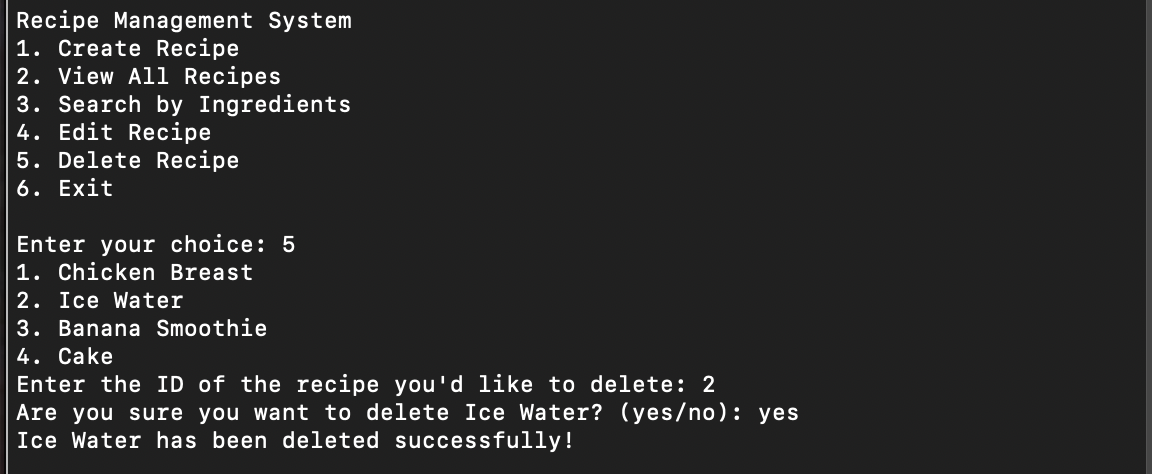 Recipe Management System
1. Create Recipe
2. View All Recipes
3. Search by Ingredients
4. Edit Recipe
5. Delete Recipe
6. Exit
Enter your choice: 5
1. Chicken Breast
2. Ice Water
3. Banana Smoothie
4. Cake
Enter the ID of the recipe you'd like to delete: 2
Are you sure you want to delete Ice Water? (yes/no): yes
Ice Water has been deleted successfully!